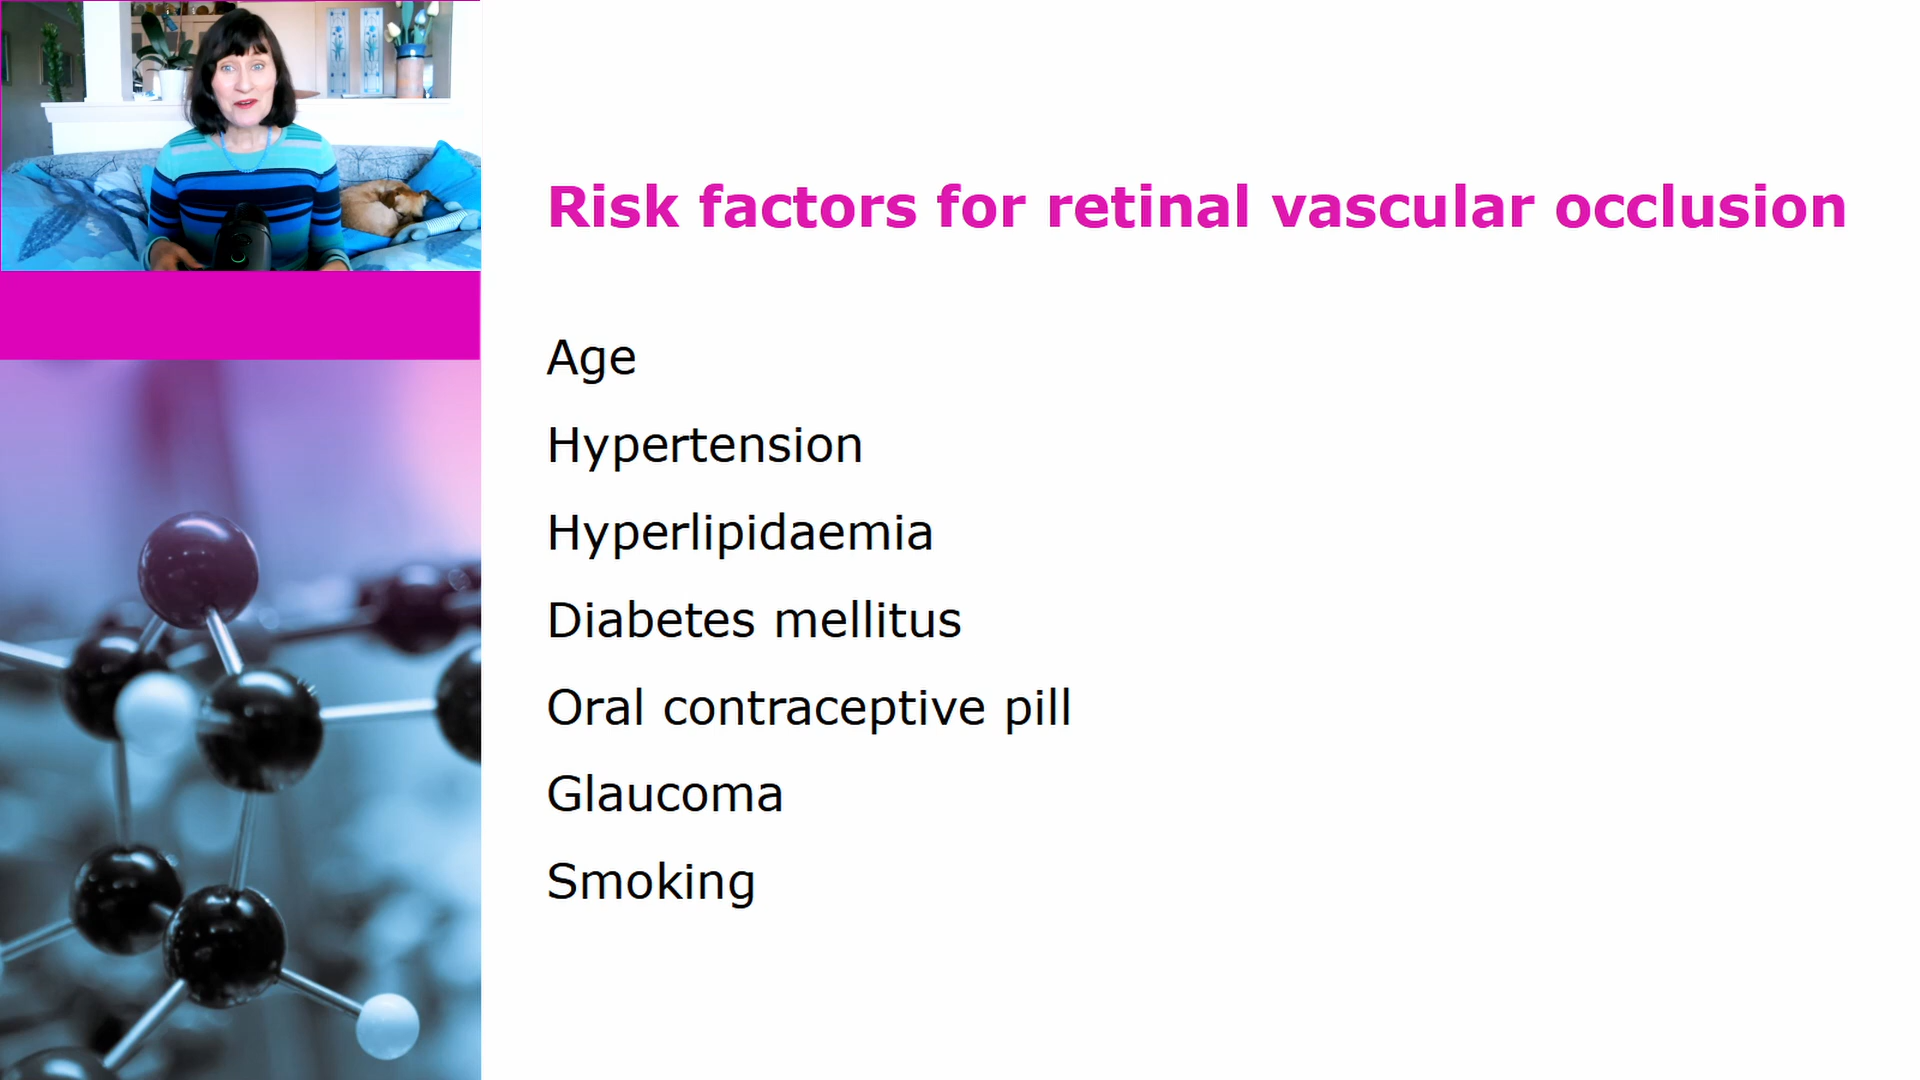 Risk factors for retinal vascular occlusion
Age
Hypertension
Hyperlipidaemia
Diabetes mellitus
Oral contraceptive pill
Glaucoma
Smoking